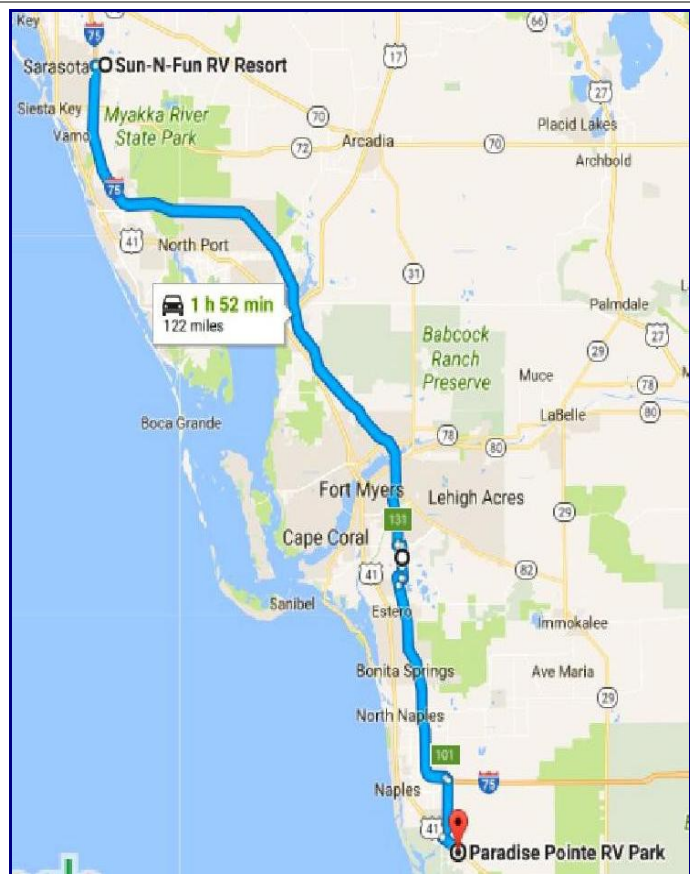 Key
75
66
17
Sarasota
Sun-N-Fun RV Resort
27
Siesta Key
Myakka River
State Park
70
Placid Lakes
Vamo
72
Arcadia
70
Archbold
75
41
North Port
31
1 h 52 min
122 miles
Palmdale
Babcock
Ranch
Preserve
27
29
Muce
78
Boca Grande
LaBelle
80
78
80
Fort Myers
Lehigh Acres
131
29
Cape Coral
41
82
Sanibel
Estero
Immokalee
Bonita Springs
Ave Maria
29
North Naples
101
Naples
75
41
Paradise Pointe RV Park